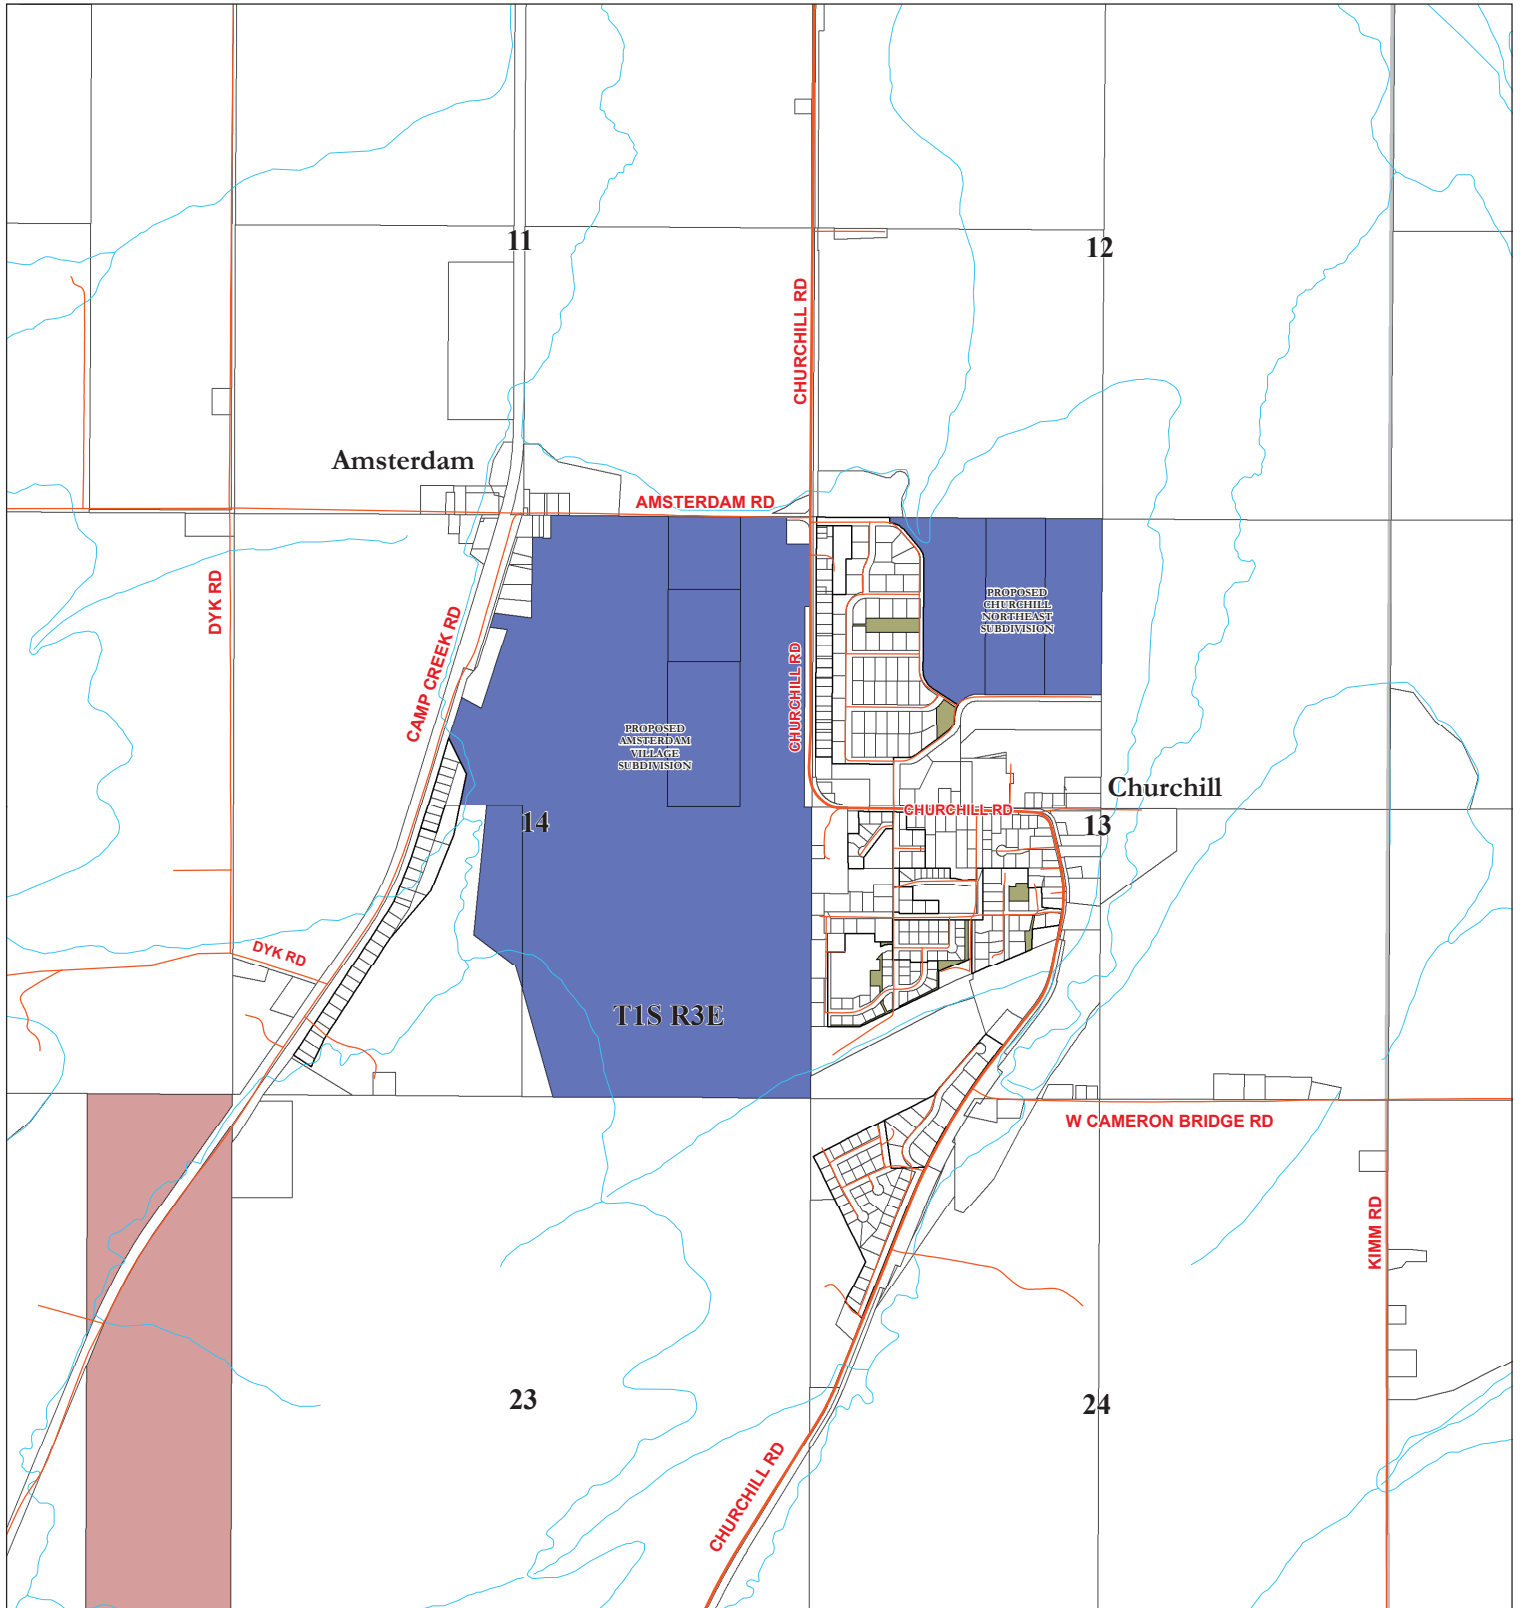 11
12
CHURCHILL RD
Amsterdam
AMSTERDAM RD
DYK RD
CAMP CREEK RD
CHURCHILL RD
PROPOSED
CHURCHILL
NORTHEAST
SUBDIVISION
PROPOSED
AMSTERDAM
VILLAGE
SUBDIVISION
Churchill
CHURCHILL RD
14
13
DYK RD
T1S R3E
W CAMERON BRIDGE RD
KIMM RD
23
24
CHURCHILL RD